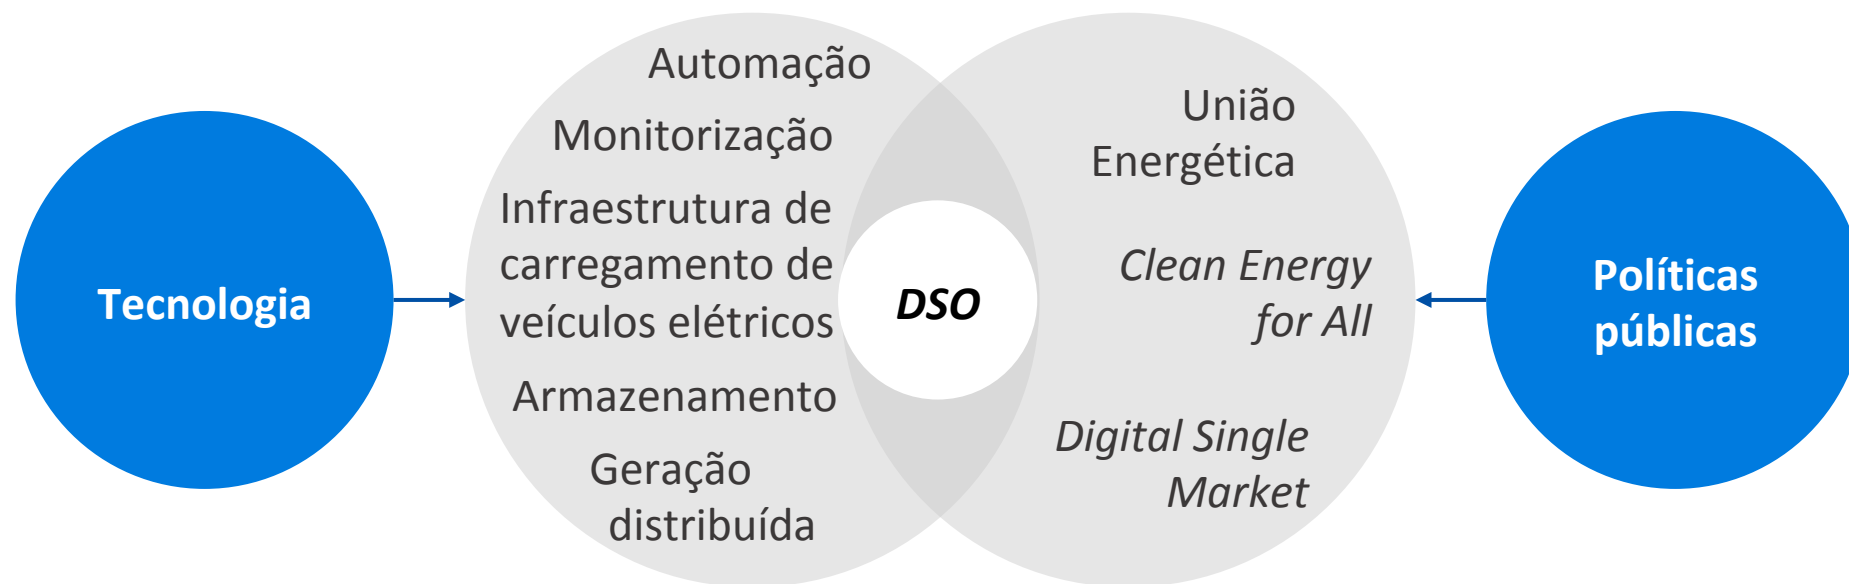 Tecnologia
Automação
Monitorização
Infraestrutura de
carregamento de
veículos elétricos
Armazenamento
Geração
distribuída
DSO
União
Energética
Clean Energy
for All
Digital Single
Market
Políticas
públicas